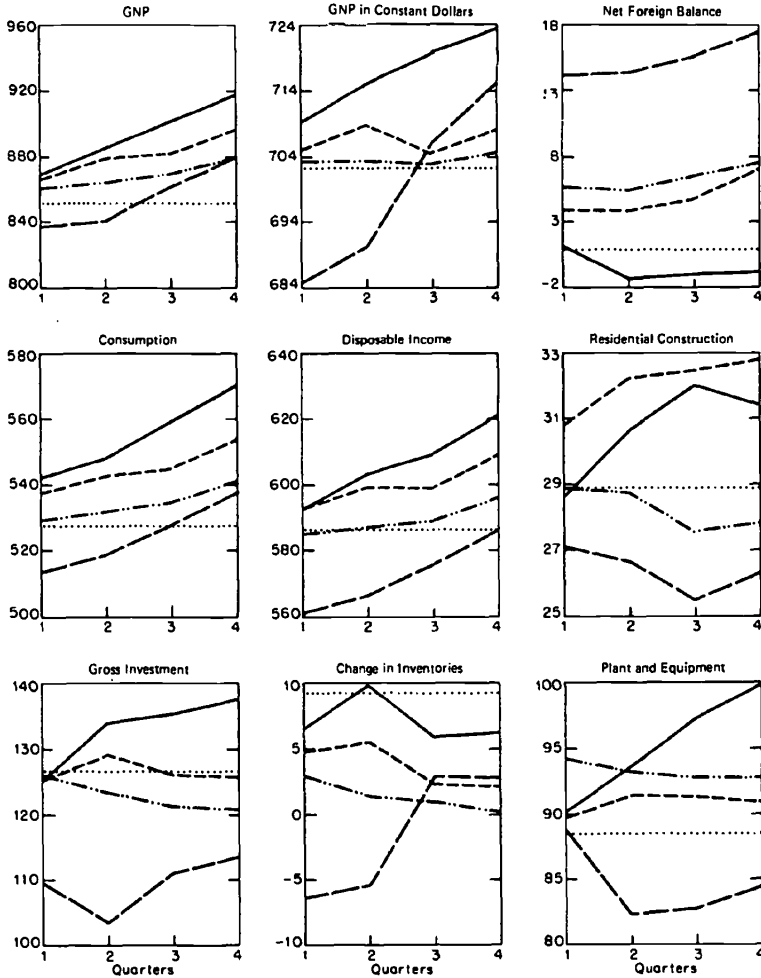 GNP
960
920
880
840
800
1 2 3 4
GNP in Constant Dollars
724
714
704
694
684
1 2 3 4
Net Foreign Balance
18
13
8
3
-2
1 2 3 4
Consumption
580
560
540
520
500
1 2 3 4
Disposable Income
640
620
600
580
560
1 2 3 4
Residential Construction
33
31
29
27
25
1 2 3 4
Gross Investment
140
130
120
110
100
1 2 3 4
Quarters
Change in Inventories
10
5
0
-5
-10
1 2 3 4
Quarters
Plant and Equipment
100
95
90
85
80
1 2 3 4
Quarters